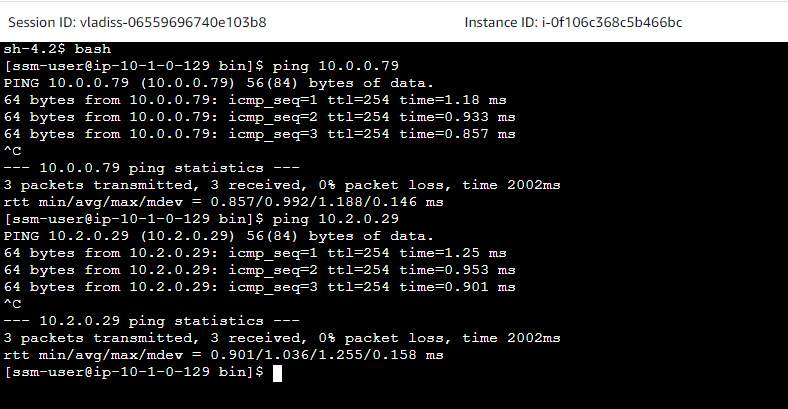 Session ID: vladiss-06559696740e103b8 Instance ID: i-0f106c368c5b466bc
sh-4.2$ bash
[ssm-user@ip-10-1-0-129 bin]$ ping 10.0.0.79
PING 10.0.0.79 (10.0.0.79) 56(84) bytes of data.
64 bytes from 10.0.0.79: icmp_seq=1 ttl=254 time=1.18 ms
64 bytes from 10.0.0.79: icmp_seq=2 ttl=254 time=0.933 ms
64 bytes from 10.0.0.79: icmp_seq=3 ttl=254 time=0.857 ms
^C
--- 10.0.0.79 ping statistics ---
3 packets transmitted, 3 received, 0% packet loss, time 2002ms
rtt min/avg/max/mdev = 0.857/0.992/1.188/0.146 ms
[ssm-user@ip-10-1-0-129 bin]$ ping 10.2.0.29
PING 10.2.0.29 (10.2.0.29) 56(84) bytes of data.
64 bytes from 10.2.0.29: icmp_seq=1 ttl=254 time=1.25 ms
64 bytes from 10.2.0.29: icmp_seq=2 ttl=254 time=0.953 ms
64 bytes from 10.2.0.29: icmp_seq=3 ttl=254 time=0.901 ms
^C
--- 10.2.0.29 ping statistics ---
3 packets transmitted, 3 received, 0% packet loss, time 2002ms
rtt min/avg/max/mdev = 0.901/1.036/1.255/0.158 ms
[ssm-user@ip-10-1-0-129 bin]$